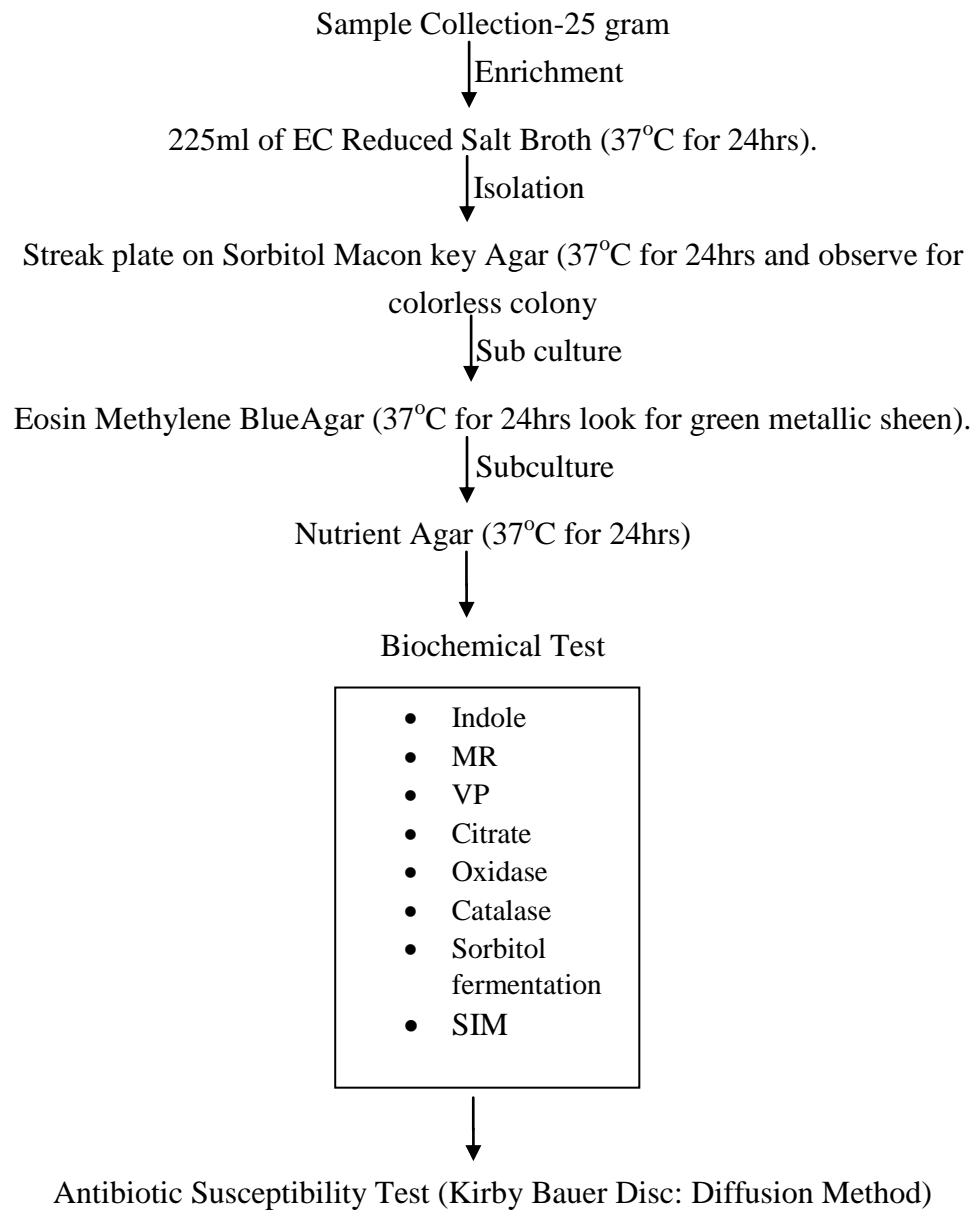 Sample Collection-25 gram
Enrichment
225ml of EC Reduced Salt Broth (37°C for 24hrs).
Isolation
Streak plate on Sorbitol Macon key Agar (37°C for 24hrs and observe for
colorless colony
Sub culture
Eosin Methylene BlueAgar (37°C for 24hrs look for green metallic sheen).
Subculture
Nutrient Agar (37°C for 24hrs)
Biochemical Test
• Indole
• MR
• VP
• Citrate
• Oxidase
• Catalase
• Sorbitol
fermentation
• SIM
Antibiotic Susceptibility Test (Kirby Bauer Disc: Diffusion Method)